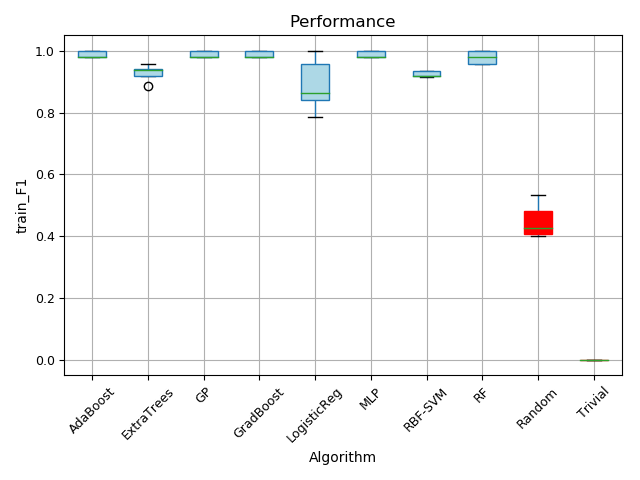 Performance
1.0
0.8
0.6
0.4
0.2
0.0
train_F1
AdaBoost
ExtraTrees
GP
GradBoost
LogisticReg
MLP
RBF-SVM
RF
Random
Trivial
Algorithm